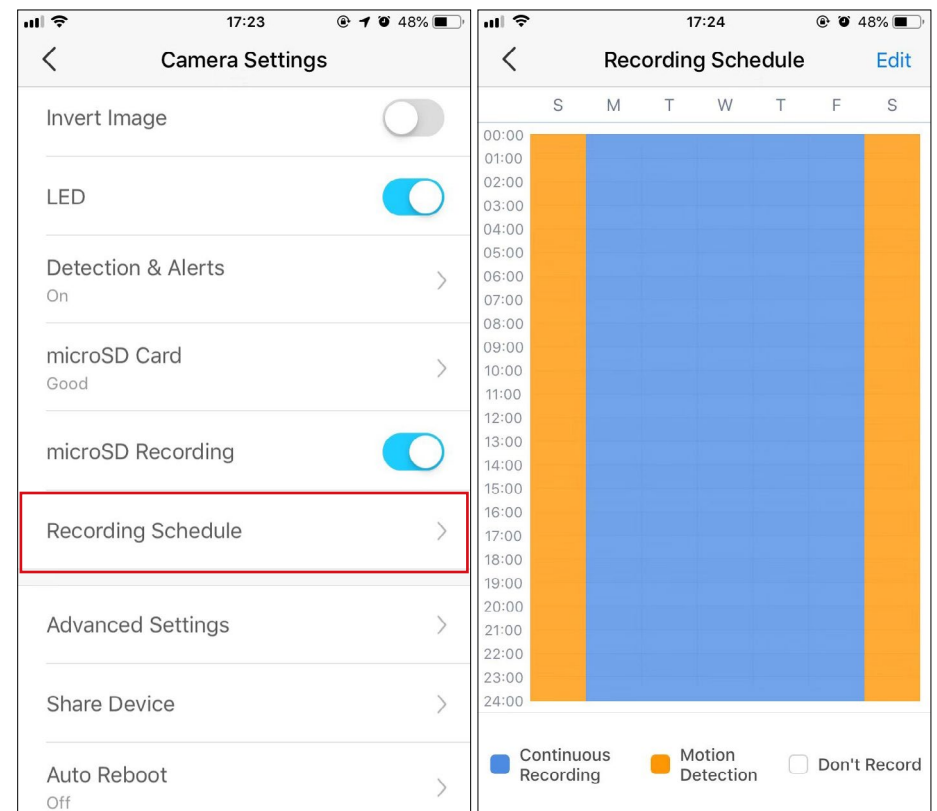 17:23
48%
Camera Settings
Invert Image
LED
Detection & Alerts
On
microSD Card
Good
microSD Recording
Recording Schedule
Advanced Settings
Share Device
Auto Reboot
Off
17:24
48%
Recording Schedule
Edit
S M T W T F S
00:00
01:00
02:00
03:00
04:00
05:00
06:00
07:00
08:00
09:00
10:00
11:00
12:00
13:00
14:00
15:00
16:00
17:00
18:00
19:00
20:00
21:00
22:00
23:00
24:00
Continuous
Recording
Motion
Detection
Don't Record